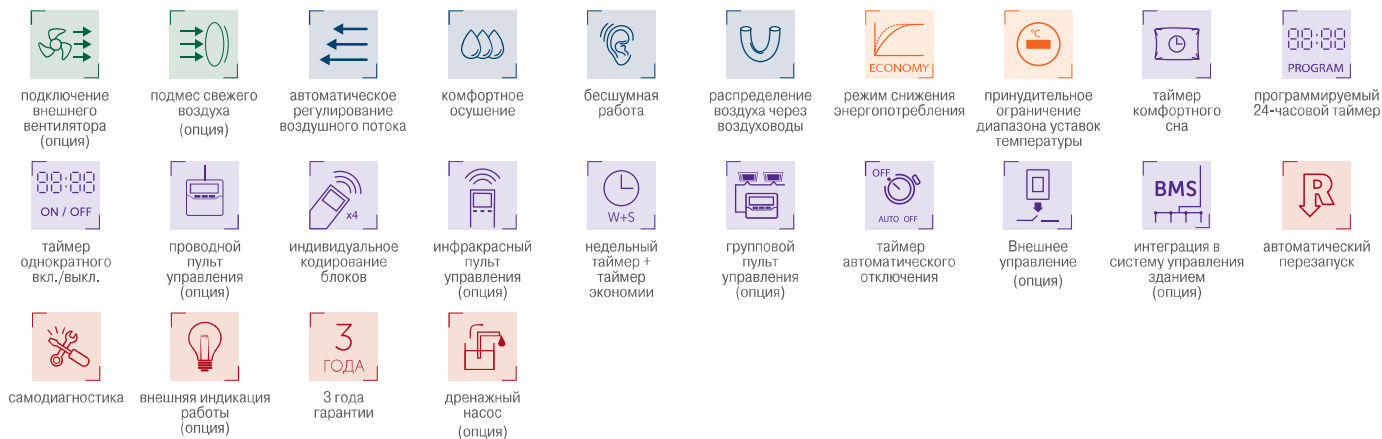 °C
ECONOMY
88:88
PROGRAM
подключение
внешнего
вентилятора
(опция)
подмес свежего
воздуха
(опция)
автоматическое
регулирование
воздушного потока
комфортное
осушение
бесшумная
работа
распределение
воздуха через
воздуховоды
режим снижения
энергопотребления
принудительное
ограничение
диапазона уставок
температуры
таймер
комфортного
сна
программируемый
24-часовой таймер
88:88
ON / OFF
x4
W+S
OFF
AUTO OFF
BMS
R
таймер
однократного
вкл./выкл.
проводной
пульт
управления
(опция)
индивидуальное
кодирование
блоков
инфракрасный
пульт
управления
(опция)
недельный
таймер +
таймер
экономии
групповой
пульт
управления
(опция)
таймер
автоматического
отключения
Внешнее
управление
(опция)
интеграция в
систему управления
зданием
(опция)
автоматический
перезапуск
3
ГОДА
самодиагностика
внешняя индикация
работы
(опция)
3 года
гарантии
дренажный
насос
(опция)